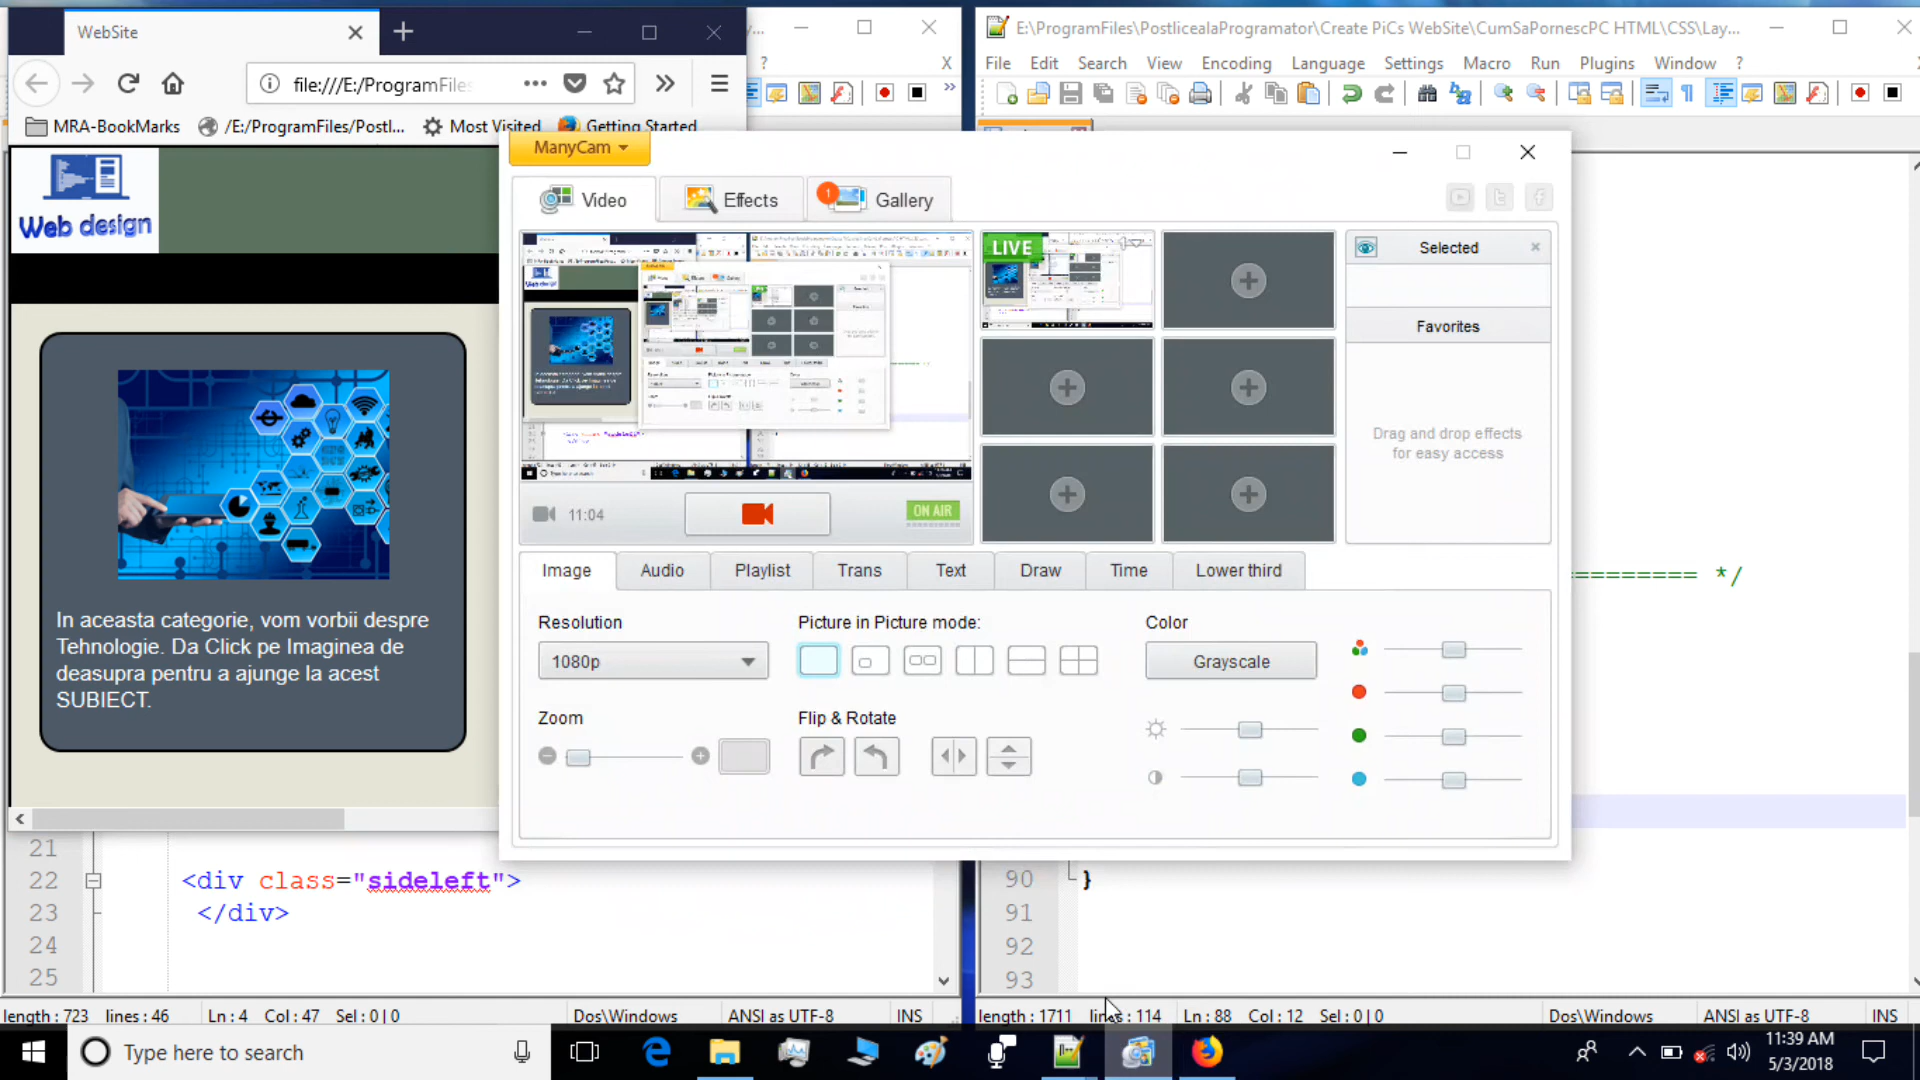 WebSite
file:///E:/ProgramFiles
MRA-BookMarks
/E:/ProgramFiles/Postl...
Most Visited
Getting Started
Web design
In aceasta categorie, vom vorbii despre
Tehnologie. Da Click pe Imaginea de
deasupra pentru a ajunge la acest
SUBIECT.
?
X
E:\ProgramFiles\PostlicealaProgramator\Create PiCs WebSite\CumSaPornescPC HTML\CSS\Lay...
File Edit Search View Encoding Language Settings Macro Run Plugins Window ?
ManyCam
Video
Effects
1
Gallery
LIVE
Selected
Favorites
Drag and drop effects
for easy access
11:04
ON AIR
Image
Audio
Playlist
Trans
Text
Draw
Time
Lower third
Resolution
1080p
Picture in Picture mode:
Color
Grayscale
Zoom
Flip & Rotate
========= */
21
22 <div class="sideleft">
23 </div>
24
25
90 }
91
92
93
length : 723 lines : 46 Ln : 4 Col : 47 Sel : 0 | 0 Dos\Windows ANSI as UTF-8 INS
length : 1711 lines : 114 Ln : 88 Col : 12 Sel : 0 | 0 Dos\Windows ANSI as UTF-8 INS
Type here to search
11:39 AM
5/3/2018